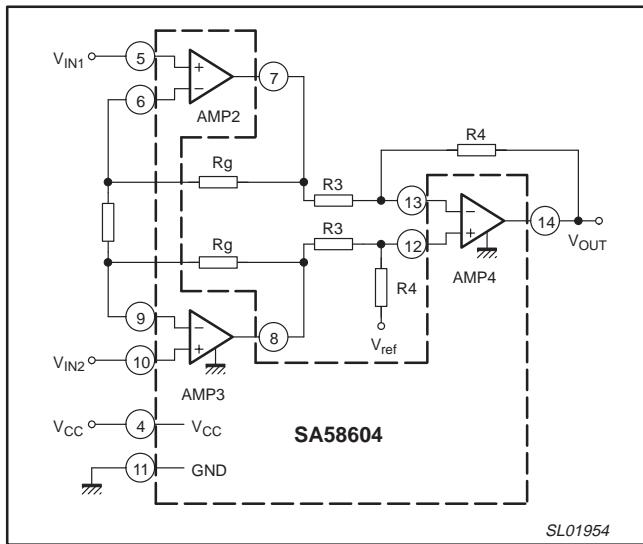 V_IN1
5
+
−
6
AMP2
7
Rg
R3
R4
13
−
+
14
V_OUT
12
AMP4
R3
Rg
R4
V_ref
9
−
+
8
V_IN2
10
AMP3
V_CC
4
V_CC
SA58604
11
GND
SL01954